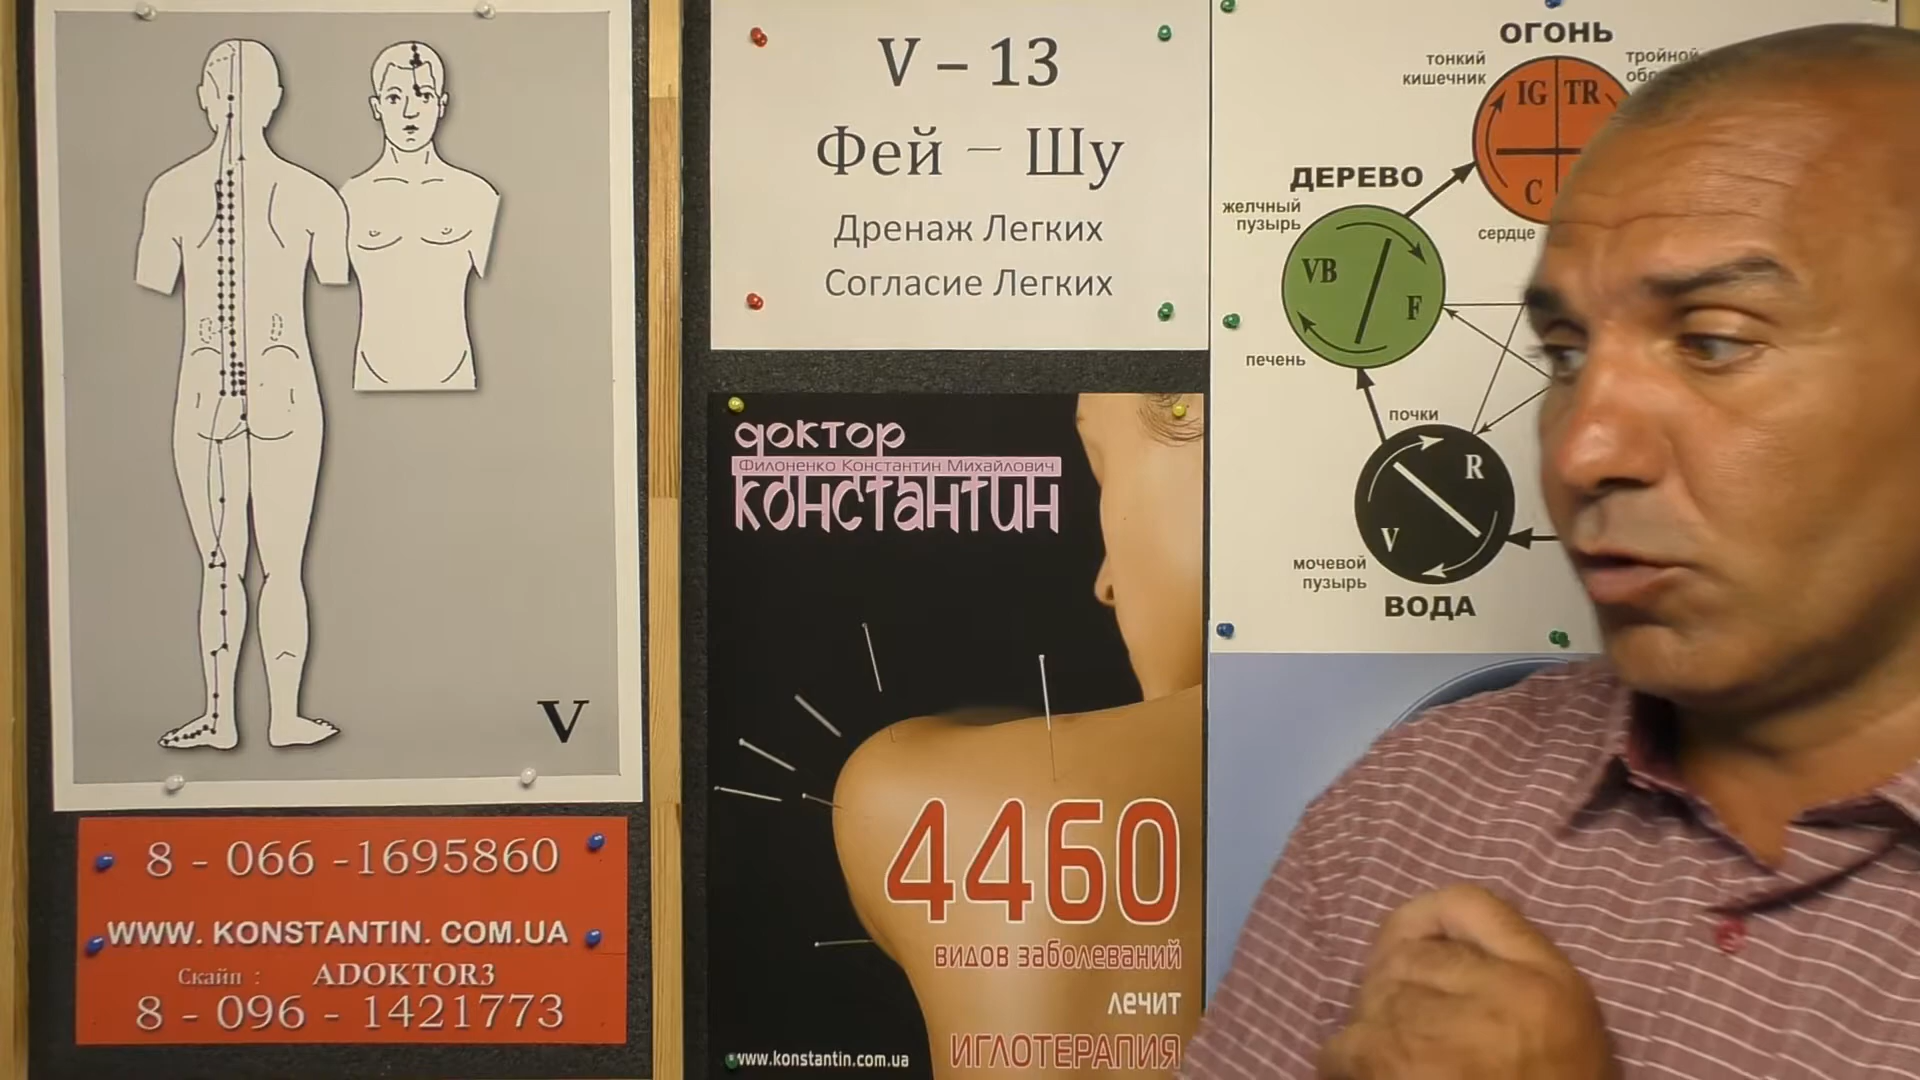 V
8 - 066 -1695860
WWW. KONSTANTIN. COM.UA
Скайп : ADOKTOR3
8 - 096 - 1421773
V – 13
Фей – Шу
Дренаж Легких
Согласие Легких
доктор
Филоненко Константин Михайлович
константин
4460
видов заболеваний
лечит
ИГЛОТЕРАПИЯ
www.konstantin.com.ua
ОГОНЬ
тонкий
кишечник
тройной
IG TR
C
сердце
ДЕРЕВО
желчный
пузырь
VB
F
печень
почки
R
V
мочевой
пузырь
ВОДА